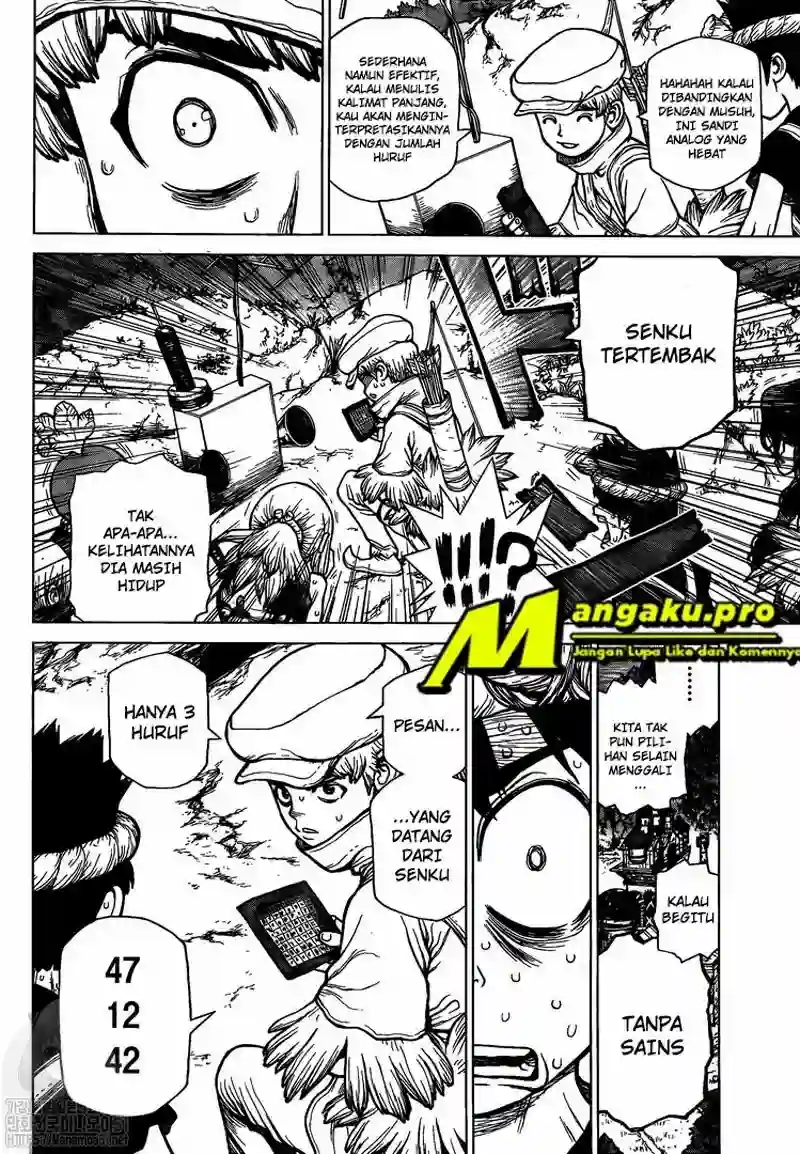 HAHAHAH KALAU
DIBANDINGKAN
DENGAN MUSUH,
INI SANDI
ANALOG YANG
HEBAT
SEDERHANA
NAMUN EFEKTIF,
KALAU MENULIS
KALIMAT PANJANG,
KAU AKAN MENGIN-
TERPRETASIKANNYA
DENGAN JUMLAH
HURUF
SENKU
TERTEMBAK
!!!?
TAK
APA-APA...
KELIHATANNYA
DIA MASIH
HIDUP
Mangaku.pro
Jangan Lupa Like dan Komennya
......
KITA TAK
PUN PILI-
HAN SELAIN
MENGGALI
...
KALAU
BEGITU
TANPA
SAINS
PESAN...
...YANG
DATANG
DARI
SENKU
HANYA 3
HURUF
47
12
42